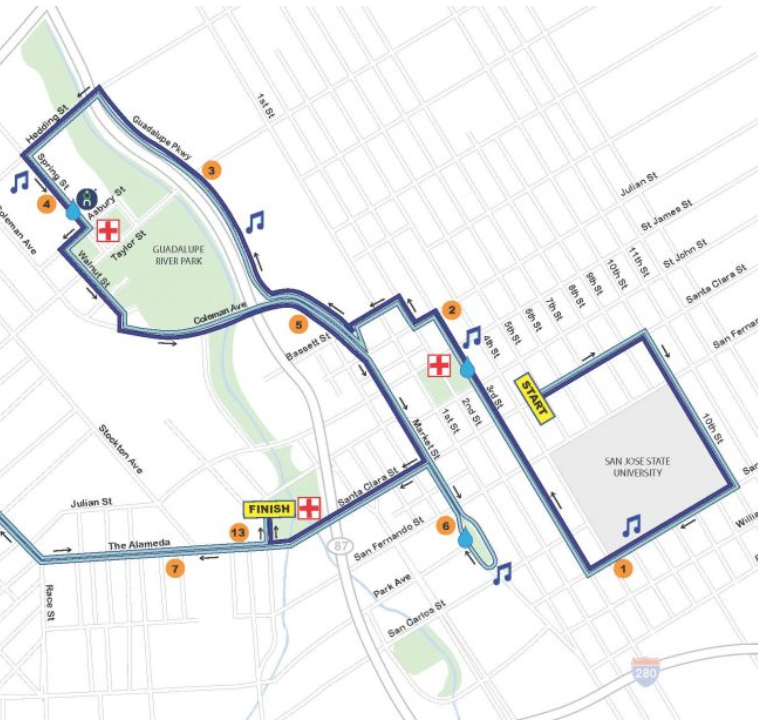 Hedding St
Guadalupe Pkwy
1st St
3
Spring St
4
Asbury St
Coleman Ave
Taylor St
GUADALUPE
RIVER PARK
Walnut St
Coleman Ave
5
Bassett St
2
Julian St
St James St
St John St
Santa Clara St
11th St
10th St
9th St
8th St
7th St
6th St
5th St
4th St
3rd St
2nd St
1st St
START
Market St
10th St
SAN JOSE STATE
UNIVERSITY
Stockton Ave
Julian St
Santa Clara St
FINISH
13
The Alameda
7
6
San Fernando St
87
Park Ave
San Carlos St
Race St
1
280